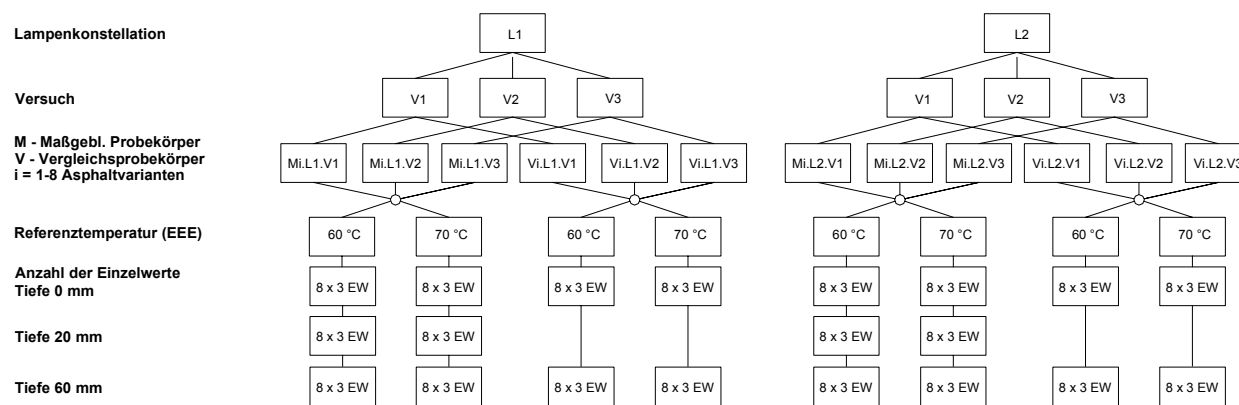 Lampenkonstellation
L1
L2
Versuch
V1
V2
V3
V1
V2
V3
M - Maßgebl. Probekörper
V - Vergleichsprobekörper
i = 1-8 Asphaltvarianten
Mi.L1.V1
Mi.L1.V2
Mi.L1.V3
Vi.L1.V1
Vi.L1.V2
Vi.L1.V3
Mi.L2.V1
Mi.L2.V2
Mi.L2.V3
Vi.L2.V1
Vi.L2.V2
Vi.L2.V3
Referenztemperatur (EEE)
60 °C
70 °C
60 °C
70 °C
60 °C
70 °C
60 °C
70 °C
Anzahl der Einzelwerte
Tiefe 0 mm
8 x 3 EW
8 x 3 EW
8 x 3 EW
8 x 3 EW
8 x 3 EW
8 x 3 EW
8 x 3 EW
8 x 3 EW
Tiefe 20 mm
8 x 3 EW
8 x 3 EW
8 x 3 EW
8 x 3 EW
Tiefe 60 mm
8 x 3 EW
8 x 3 EW
8 x 3 EW
8 x 3 EW
8 x 3 EW
8 x 3 EW
8 x 3 EW
8 x 3 EW